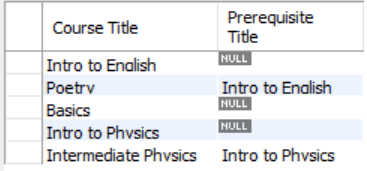 Course Title Prerequisite Title
Intro to English NULL
Poetry Intro to English
Basics NULL
Intro to Physics NULL
Intermediate Physics Intro to Physics